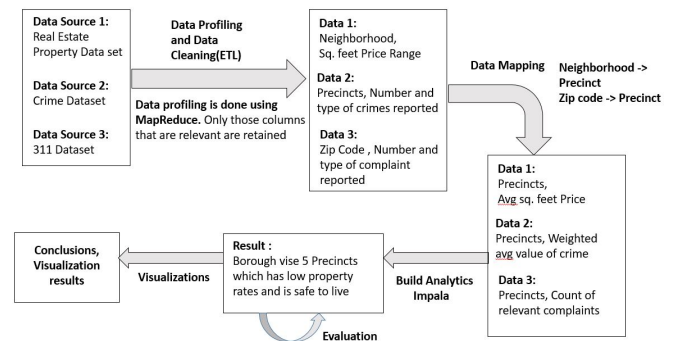 Data Source 1:
Real Estate
Property Data set
Data Source 2:
Crime Dataset
Data Source 3:
311 Dataset
Data Profiling
and Data
Cleaning(ETL)
Data profiling is done using
MapReduce. Only those columns
that are relevant are retained
Data 1:
Neighborhood,
Sq. feet Price Range
Data 2:
Precincts, Number and
type of crimes reported
Data 3:
Zip Code , Number and
type of complaint
reported
Data Mapping
Neighborhood ->
Precinct
Zip code -> Precinct
Data 1:
Precincts,
Avg sq. feet Price
Data 2:
Precincts, Weighted
avg value of crime
Data 3:
Precincts, Count of
relevant complaints
Build Analytics
Impala
Result :
Borough vise 5 Precincts
which has low property
rates and is safe to live
Evaluation
Visualizations
Conclusions,
Visualization
results